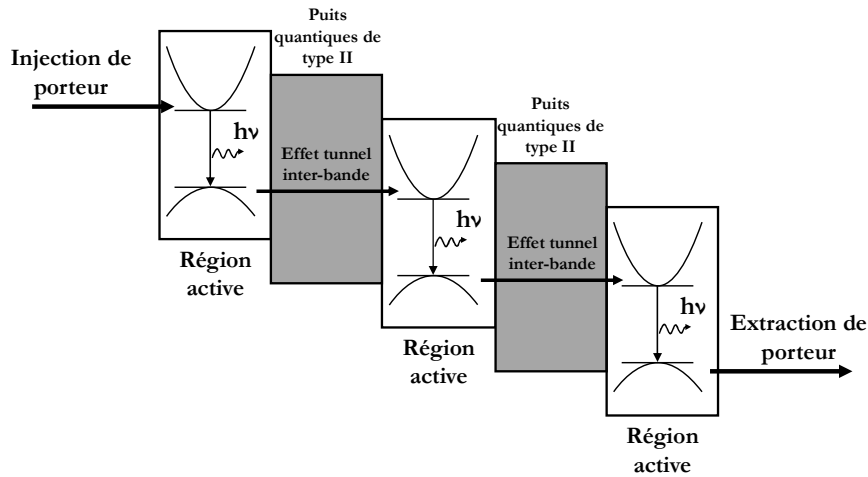 Puits
quantiques de
type II
Injection de
porteur
hν
Effet tunnel
inter-bande
Région
active
Puits
quantiques de
type II
hν
Effet tunnel
inter-bande
Région
active
hν
Extraction de
porteur
Région
active